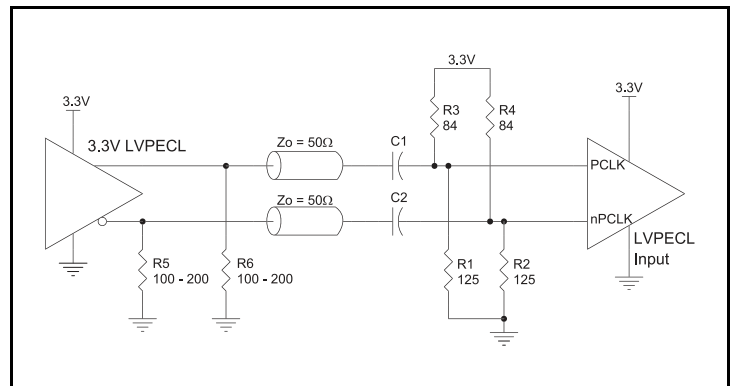 3.3V
3.3V LVPECL
R5
100 - 200
R6
100 - 200
Zo = 50Ω
Zo = 50Ω
C1
C2
3.3V
R3
84
R4
84
R1
125
R2
125
3.3V
PCLK
nPCLK
LVPECL
Input